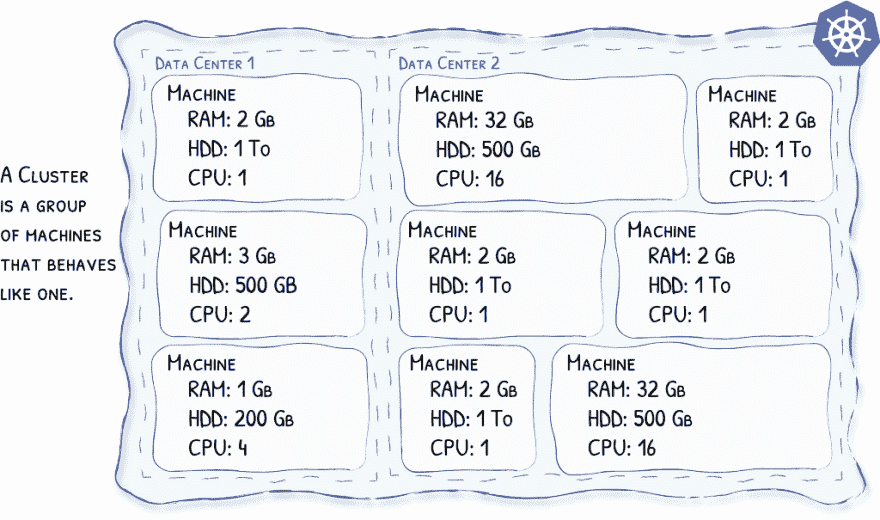 A Cluster
is a group
of machines
that behaves
like one.
Data Center 1
Machine
RAM: 2 Gb
HDD: 1 To
CPU: 1
Machine
RAM: 3 Gb
HDD: 500 GB
CPU: 2
Machine
RAM: 1 Gb
HDD: 200 Gb
CPU: 4
Data Center 2
Machine
RAM: 32 Gb
HDD: 500 Gb
CPU: 16
Machine
RAM: 2 Gb
HDD: 1 To
CPU: 1
Machine
RAM: 2 Gb
HDD: 1 To
CPU: 1
Machine
RAM: 2 Gb
HDD: 1 To
CPU: 1
Machine
RAM: 2 Gb
HDD: 1 To
CPU: 1
Machine
RAM: 32 Gb
HDD: 500 Gb
CPU: 16